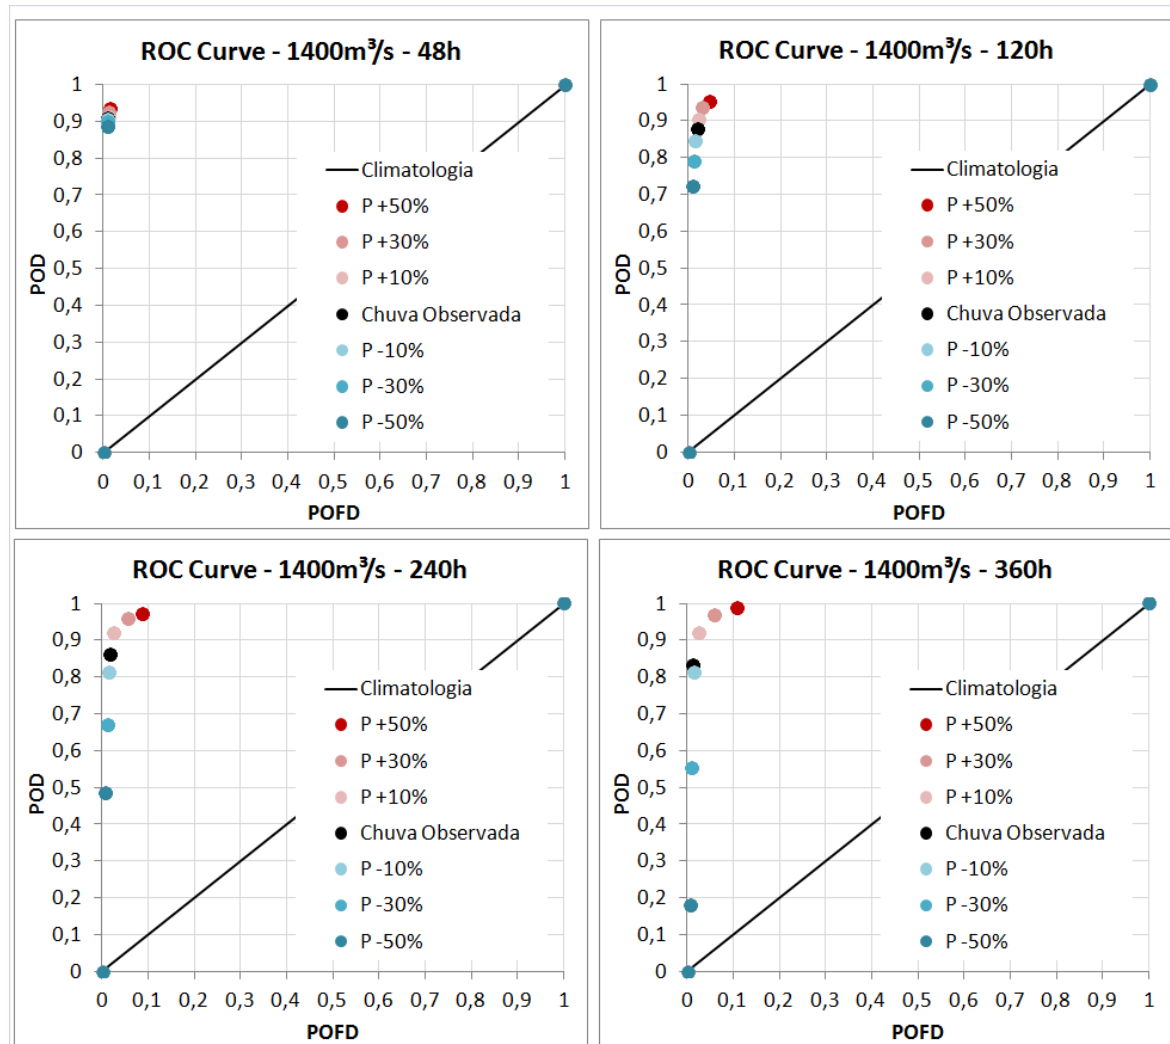 ROC Curve - 1400m³/s - 48h
1
0,9
0,8
0,7
0,6
0,5
0,4
0,3
0,2
0,1
0
POD
Climatologia
P +50%
P +30%
P +10%
Chuva Observada
P -10%
P -30%
P -50%
0 0,1 0,2 0,3 0,4 0,5 0,6 0,7 0,8 0,9 1
POFD
ROC Curve - 1400m³/s - 120h
1
0,9
0,8
0,7
0,6
0,5
0,4
0,3
0,2
0,1
0
POD
Climatologia
P +50%
P +30%
P +10%
Chuva Observada
P -10%
P -30%
P -50%
0 0,1 0,2 0,3 0,4 0,5 0,6 0,7 0,8 0,9 1
POFD
ROC Curve - 1400m³/s - 240h
1
0,9
0,8
0,7
0,6
0,5
0,4
0,3
0,2
0,1
0
POD
Climatologia
P +50%
P +30%
P +10%
Chuva Observada
P -10%
P -30%
P -50%
0 0,1 0,2 0,3 0,4 0,5 0,6 0,7 0,8 0,9 1
POFD
ROC Curve - 1400m³/s - 360h
1
0,9
0,8
0,7
0,6
0,5
0,4
0,3
0,2
0,1
0
POD
Climatologia
P +50%
P +30%
P +10%
Chuva Observada
P -10%
P -30%
P -50%
0 0,1 0,2 0,3 0,4 0,5 0,6 0,7 0,8 0,9 1
POFD